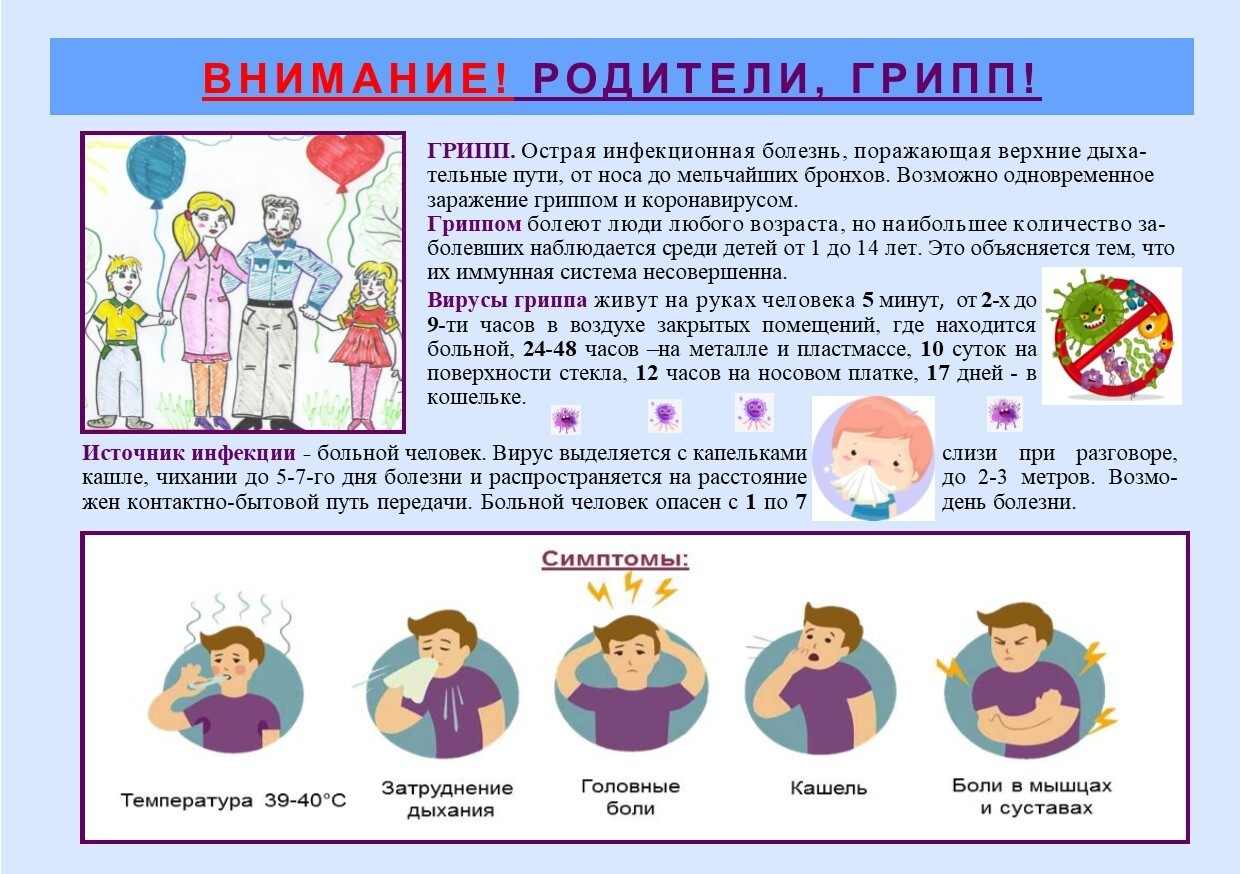 ВНИМАНИЕ! РОДИТЕЛИ, ГРИПП!
ГРИПП. Острая инфекционная болезнь, поражающая верхние дыха-
тельные пути, от носа до мельчайших бронхов. Возможно одновременное
заражение гриппом и коронавирусом.
Гриппом болеют люди любого возраста, но наибольшее количество за-
болевших наблюдается среди детей от 1 до 14 лет. Это объясняется тем, что
их иммунная система несовершенна.
Вирусы гриппа живут на руках человека 5 минут, от 2-х до
9-ти часов в воздухе закрытых помещений, где находится
больной, 24-48 часов –на металле и пластмассе, 10 суток на
поверхности стекла, 12 часов на носовом платке, 17 дней - в
кошельке.
Источник инфекции - больной человек. Вирус выделяется с капельками слизи при разговоре,
кашле, чихании до 5-7-го дня болезни и распространяется на расстояние до 2-3 метров. Возмо-
жен контактно-бытовой путь передачи. Больной человек опасен с 1 по 7 день болезни.
Симптомы:
Температура 39-40°С
Затруднение
дыхания
Головные
боли
Кашель
Боли в мышцах
и суставах